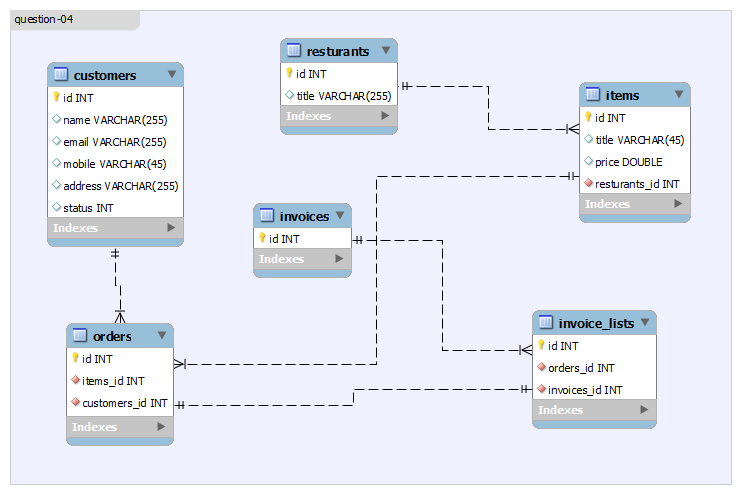 question-04
customers
id INT
name VARCHAR(255)
email VARCHAR(255)
mobile VARCHAR(45)
address VARCHAR(255)
status INT
Indexes
resturants
id INT
title VARCHAR(255)
Indexes
items
id INT
title VARCHAR(45)
price DOUBLE
resturants_id INT
Indexes
invoices
id INT
Indexes
orders
id INT
items_id INT
customers_id INT
Indexes
invoice_lists
id INT
orders_id INT
invoices_id INT
Indexes